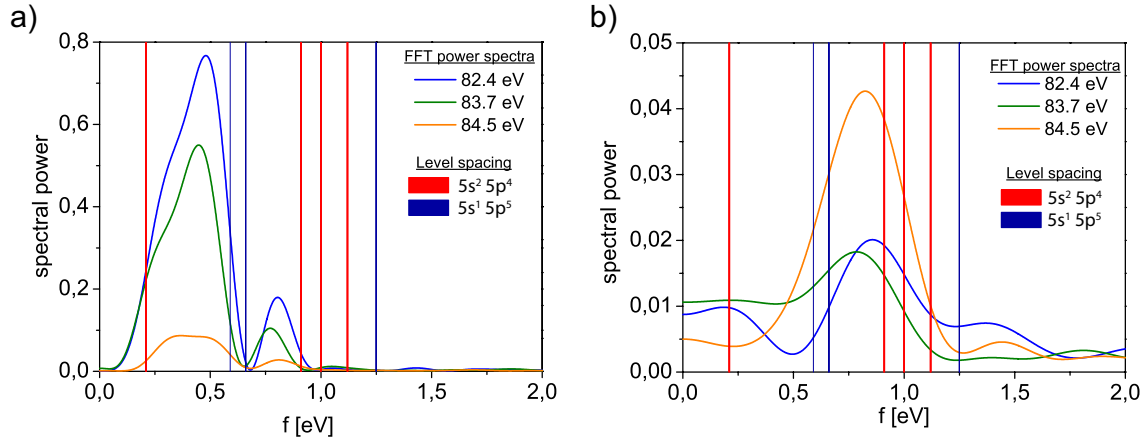 a)
0,8
0,6
0,4
0,2
0,0
spectral power
0,0 0,5 1,0 1,5 2,0
f [eV]
FFT power spectra
82.4 eV
83.7 eV
84.5 eV
Level spacing
5s² 5p⁴
5s¹ 5p⁵
b)
0,05
0,04
0,03
0,02
0,01
0,00
spectral power
0,0 0,5 1,0 1,5 2,0
f [eV]
FFT power spectra
82.4 eV
83.7 eV
84.5 eV
Level spacing
5s² 5p⁴
5s¹ 5p⁵